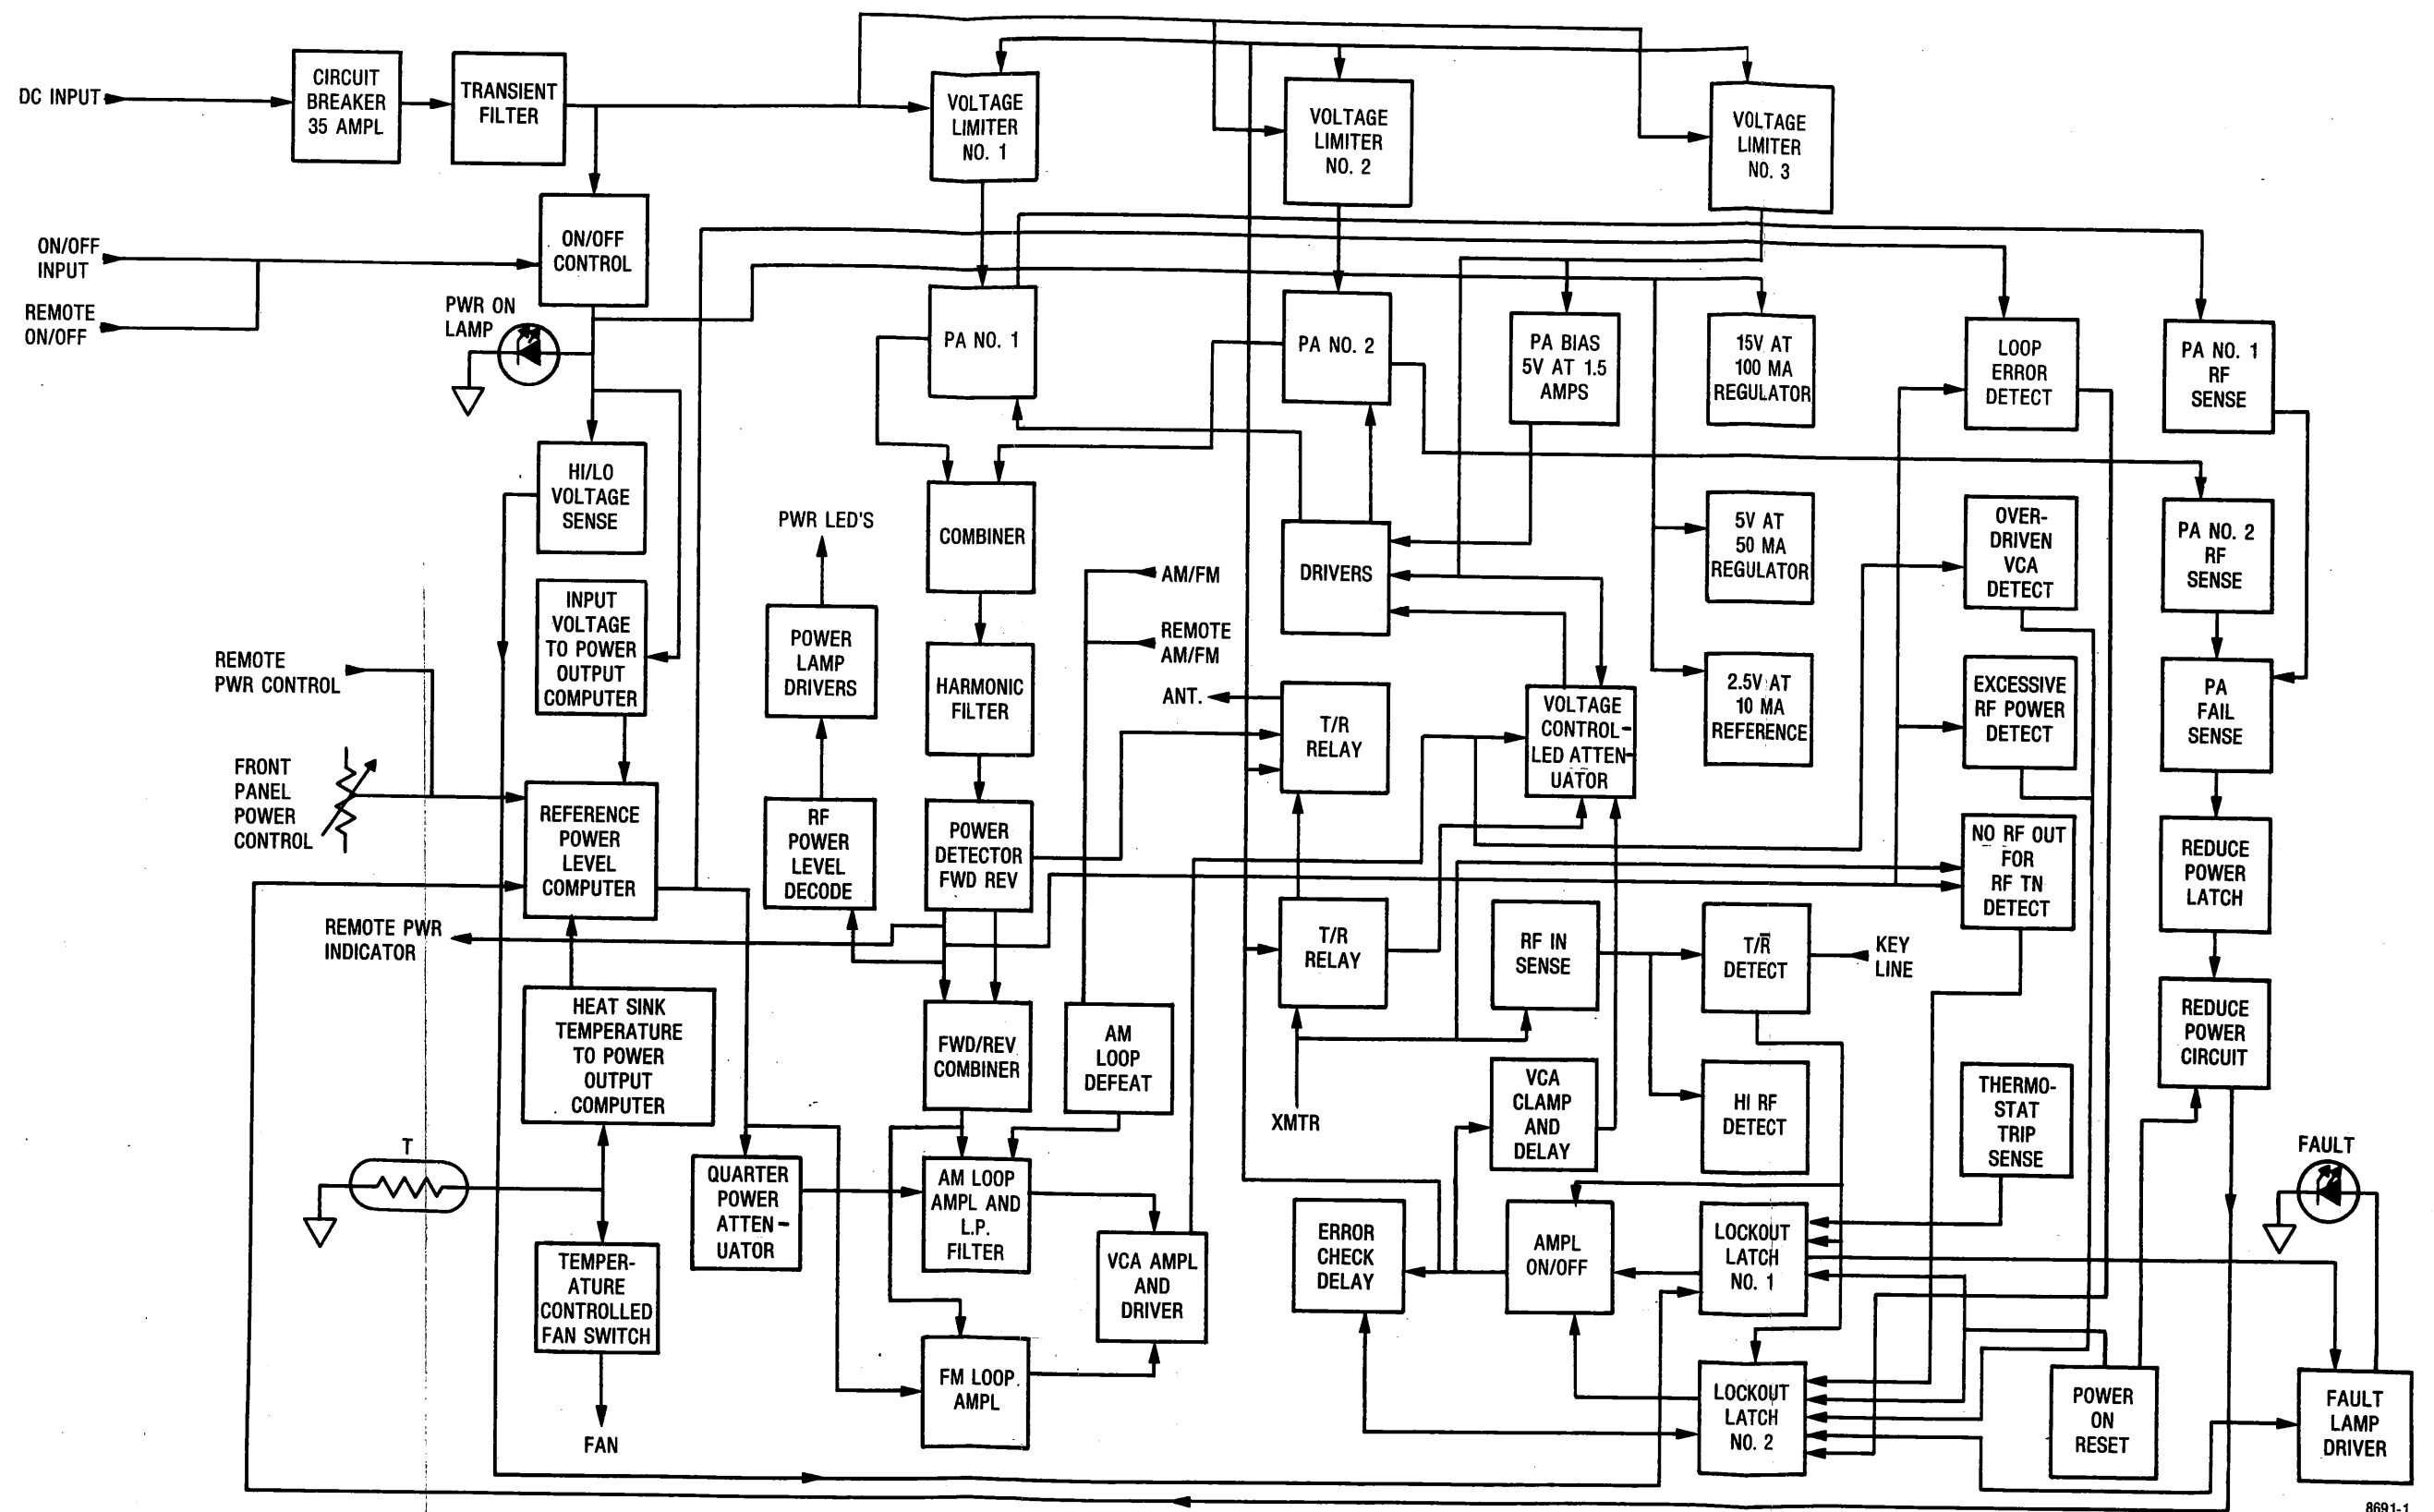 DC INPUT
CIRCUIT
BREAKER
35 AMPL
TRANSIENT
FILTER
VOLTAGE
LIMITER
NO. 1
VOLTAGE
LIMITER
NO. 2
VOLTAGE
LIMITER
NO. 3
ON/OFF
INPUT
REMOTE
ON/OFF
ON/OFF
CONTROL
PWR ON
LAMP
PA NO. 1
PA NO. 2
PA BIAS
5V AT 1.5
AMPS
15V AT
100 MA
REGULATOR
LOOP
ERROR
DETECT
PA NO. 1
RF
SENSE
HI/LO
VOLTAGE
SENSE
PWR LED'S
COMBINER
DRIVERS
5V AT
50 MA
REGULATOR
OVER-
DRIVEN
VCA
DETECT
PA NO. 2
RF
SENSE
INPUT
VOLTAGE
TO POWER
OUTPUT
COMPUTER
POWER
LAMP
DRIVERS
HARMONIC
FILTER
AM/FM
REMOTE
AM/FM
ANT.
T/R
RELAY
VOLTAGE
CONTROL-
LED ATTEN-
UATOR
2.5V AT
10 MA
REFERENCE
EXCESSIVE
RF POWER
DETECT
PA
FAIL
SENSE
REMOTE
PWR CONTROL
FRONT
PANEL
POWER
CONTROL
REFERENCE
POWER
LEVEL
COMPUTER
RF
POWER
LEVEL
DECODE
POWER
DETECTOR
FWD REV
NO RF OUT
FOR
RF TN
DETECT
REDUCE
POWER
LATCH
REMOTE PWR
INDICATOR
T/R
RELAY
RF IN
SENSE
T/R̅
DETECT
KEY
LINE
HEAT SINK
TEMPERATURE
TO POWER
OUTPUT
COMPUTER
FWD/REV
COMBINER
AM
LOOP
DEFEAT
XMTR
VCA
CLAMP
AND
DELAY
HI RF
DETECT
THERMO-
STAT
TRIP
SENSE
REDUCE
POWER
CIRCUIT
T
QUARTER
POWER
ATTEN-
UATOR
AM LOOP
AMPL AND
L.P.
FILTER
VCA AMPL
AND
DRIVER
ERROR
CHECK
DELAY
AMPL
ON/OFF
LOCKOUT
LATCH
NO. 1
FAULT
TEMPER-
ATURE
CONTROLLED
FAN SWITCH
FAN
FM LOOP
AMPL
LOCKOUT
LATCH
NO. 2
POWER
ON
RESET
FAULT
LAMP
DRIVER
8691-1